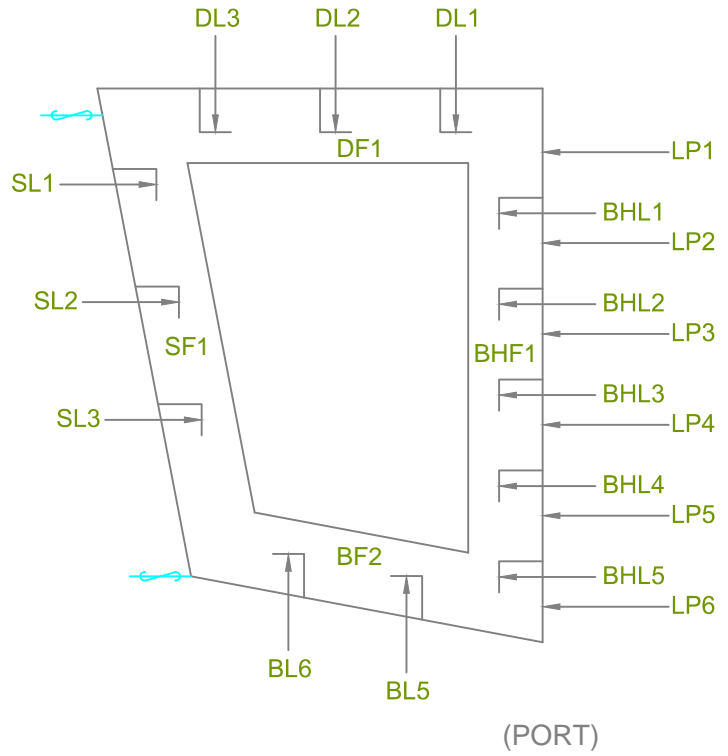 DL3 DL2 DL1
DF1
LP1
SL1
BHL1
LP2
SL2
BHL2
LP3
SF1
BHF1
BHL3
SL3
LP4
BHL4
LP5
BF2
BHL5
LP6
BL6
BL5
(PORT)